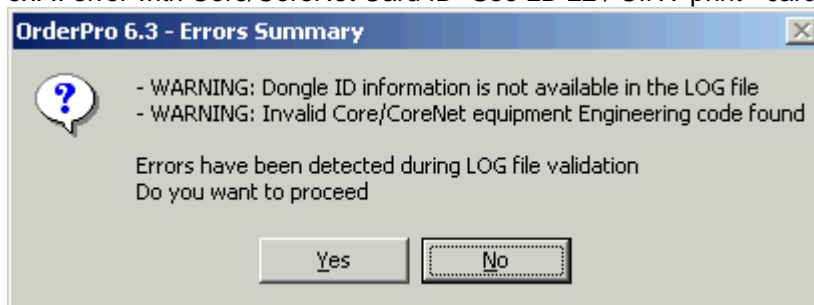 OrderPro 6.3 - Errors Summary
- WARNING: Dongle ID information is not available in the LOG file
- WARNING: Invalid Core/CoreNet equipment Engineering code found
Errors have been detected during LOG file validation
Do you want to proceed
Yes
No